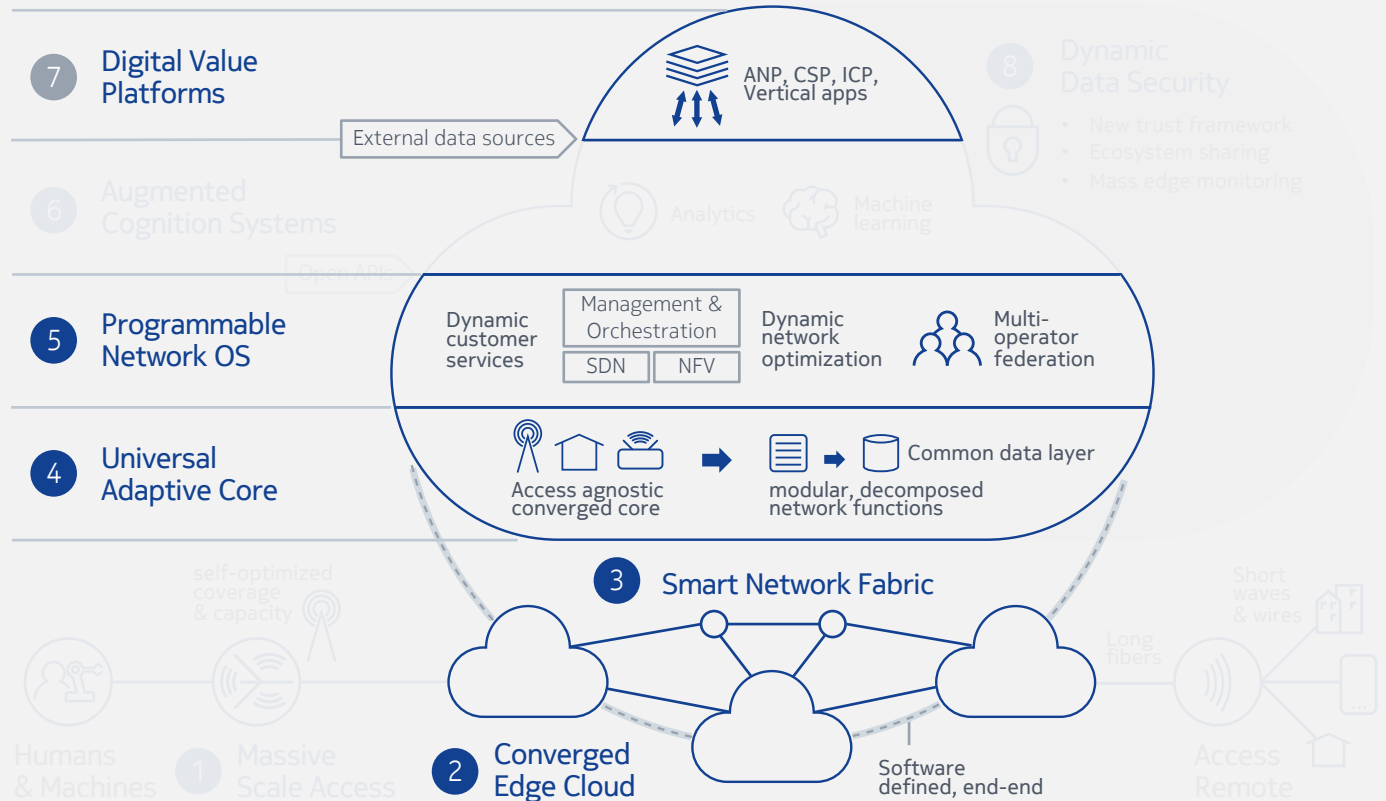 7
Digital Value
Platforms
ANP, CSP, ICP,
Vertical apps
8
Dynamic
Data Security
• New trust framework
• Ecosystem sharing
• Mass edge monitoring
External data sources
6
Augmented
Cognition Systems
Analytics
Machine
learning
Open APIs
5
Programmable
Network OS
Dynamic
customer
services
Management &
Orchestration
SDN
NFV
Dynamic
network
optimization
Multi-
operator
federation
4
Universal
Adaptive Core
Access agnostic
converged core
Common data layer
modular, decomposed
network functions
3
Smart Network Fabric
self-optimized
coverage
& capacity
Short
waves
& wires
Long
fibers
Humans
& Machines
1
Massive
Scale Access
2
Converged
Edge Cloud
Software
defined, end-end
Access
Remote